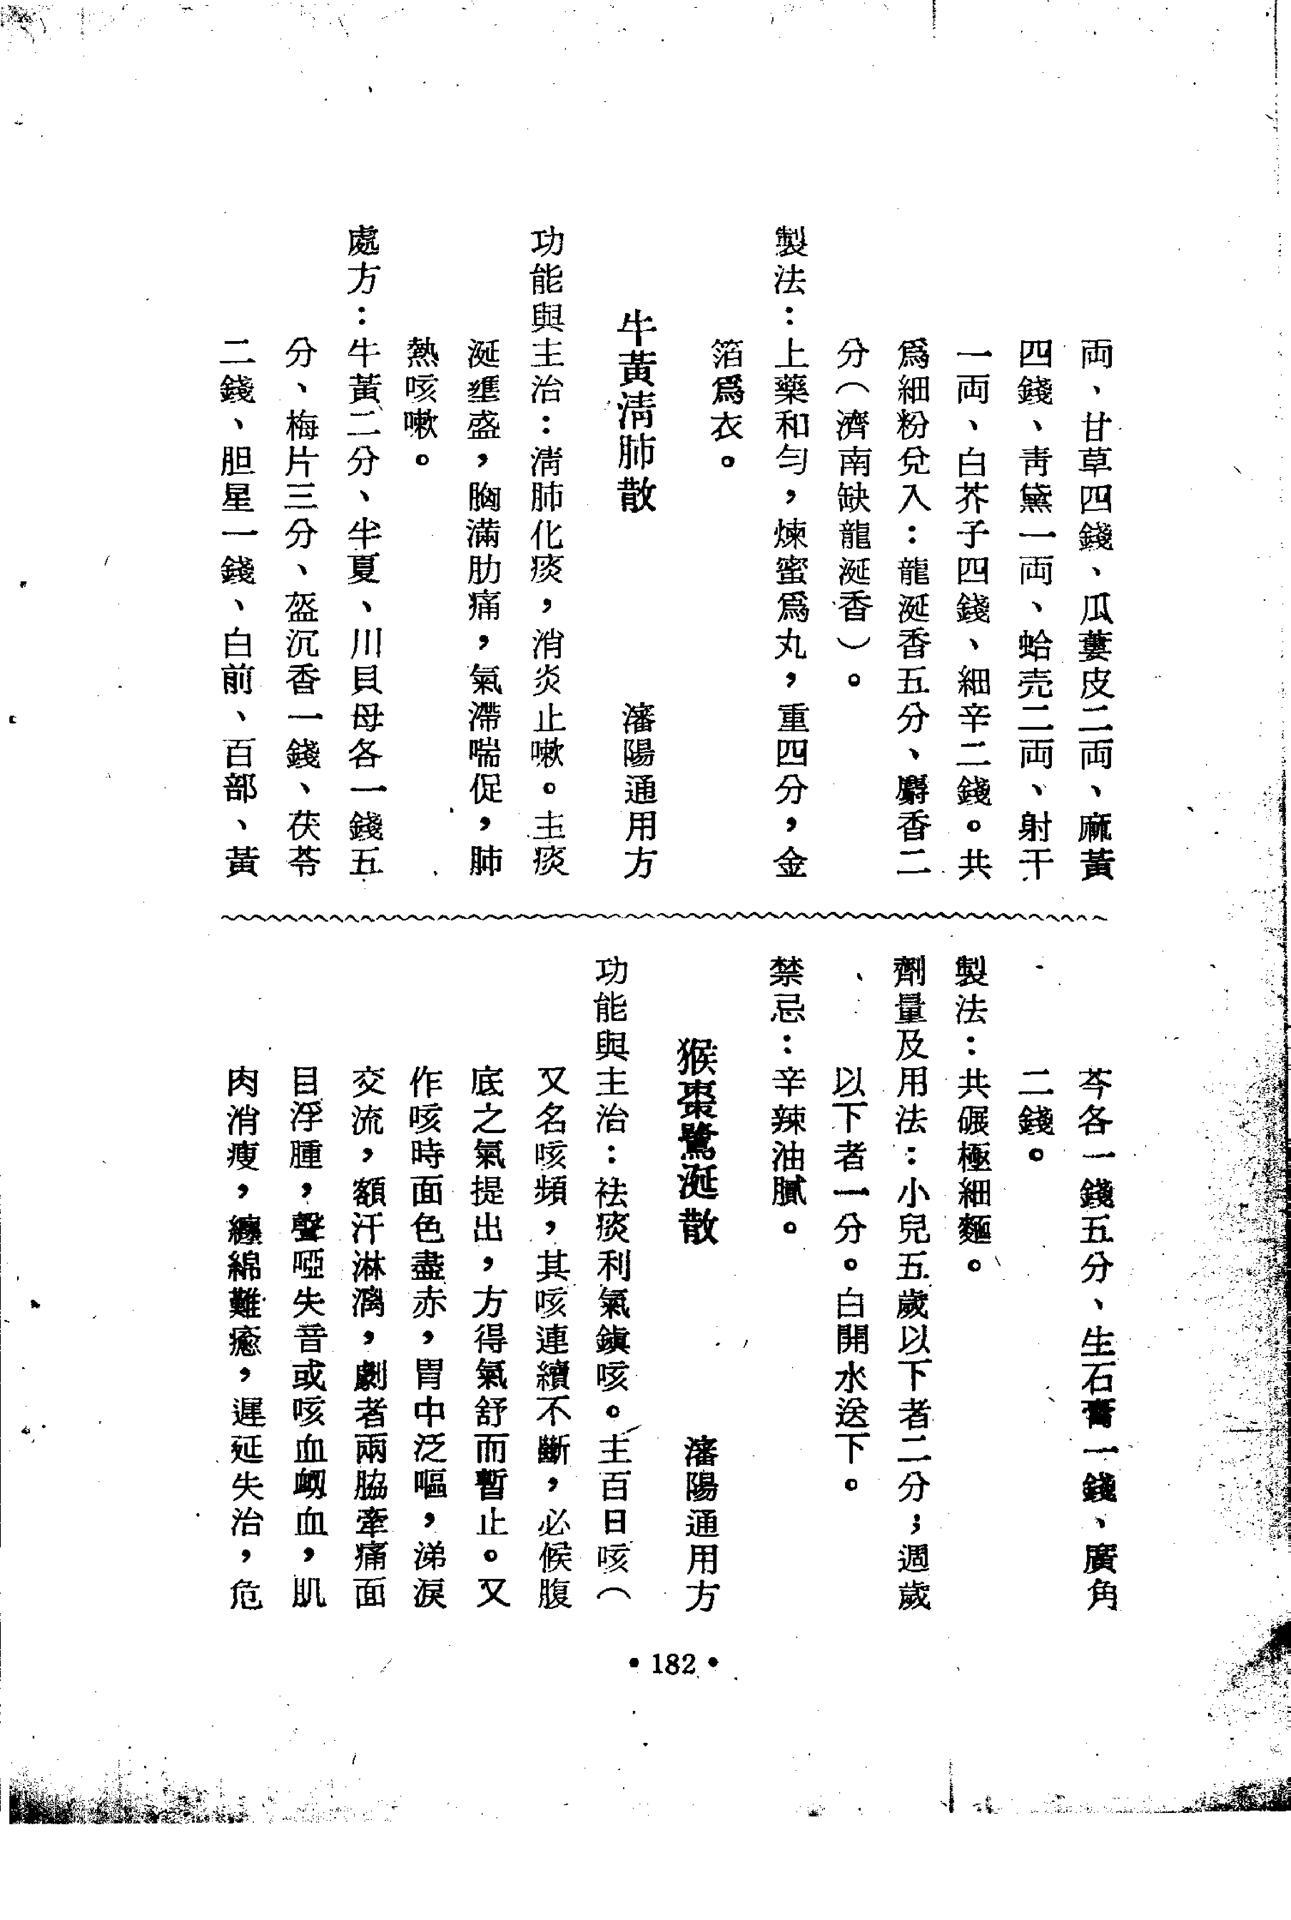 両、甘草四錢、瓜蔞皮二両、麻黃
四錢、靑黛一両、蛤壳二両、射干
一両、白芥子四錢、細辛二錢。共
爲細粉兌入：龍涎香五分、麝香二
分（濟南缺龍涎香）。
製法：上藥和勻，煉蜜爲丸，重四分，金
箔爲衣。
牛黃淸肺散
瀋陽通用方
功能與主治：淸肺化痰，消炎止嗽。主痰
涎壅盛，胸滿肋痛，氣滯喘促，肺
熱咳嗽。
處方：牛黃二分、半夏、川貝母各一錢五
分、梅片三分、盔沉香一錢、茯苓
二錢、胆星一錢、白前、百部、黃
芩各一錢五分、生石膏一錢、廣角
二錢。
製法：共碾極細麵。
劑量及用法：小兒五歲以下者二分；週歲
以下者一分。白開水送下。
禁忌：辛辣油膩。
猴棗鷺涎散
瀋陽通用方
功能與主治：祛痰利氣鎭咳。主百日咳（
又名咳頻，其咳連續不斷，必候腹
底之氣提出，方得氣舒而暫止。又
作咳時面色盡赤，胃中泛嘔，涕淚
交流，額汗淋漓，劇者兩脇牽痛面
目浮腫，聲啞失音或咳血衂血，肌
肉消瘦，纏綿難癒，遲延失治，危
• 182 •